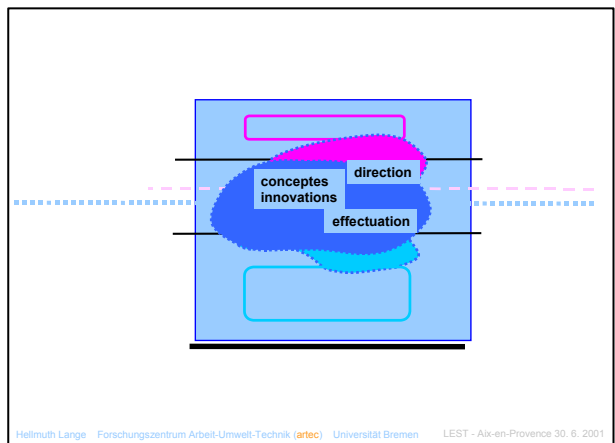 direction
conceptes
innovations
effectuation
Hellmuth Lange Forschungszentrum Arbeit-Umwelt-Technik (artec) Universität Bremen LEST - Aix-en-Provence 30. 6. 2001